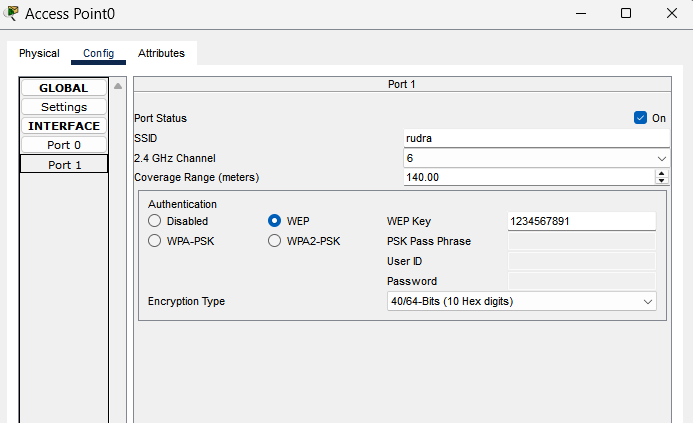 Access Point0
Physical Config Attributes
GLOBAL
Settings
INTERFACE
Port 0
Port 1
Port 1
Port Status On
SSID rudra
2.4 GHz Channel 6
Coverage Range (meters) 140.00
Authentication
Disabled WEP WEP Key 1234567891
WPA-PSK WPA2-PSK PSK Pass Phrase
User ID
Password
Encryption Type 40/64-Bits (10 Hex digits)